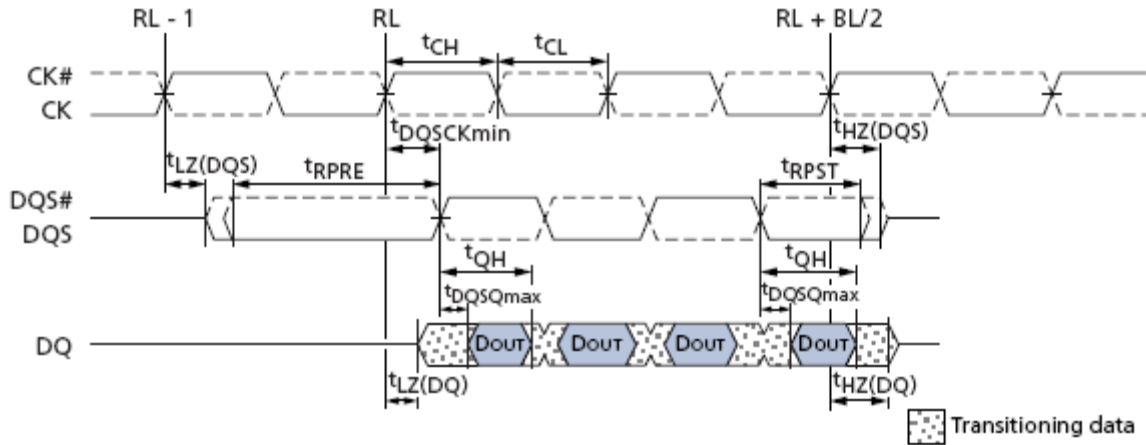 RL - 1
RL
RL + BL/2
tCH
tCL
CK#
CK
tDQSCKmin
tHZ(DQS)
tLZ(DQS)
tRPRE
tRPST
DQS#
DQS
tQH
tQH
tDQSQmax
tDQSQmax
DQ
DOUT
DOUT
DOUT
DOUT
tLZ(DQ)
tHZ(DQ)
Transitioning data